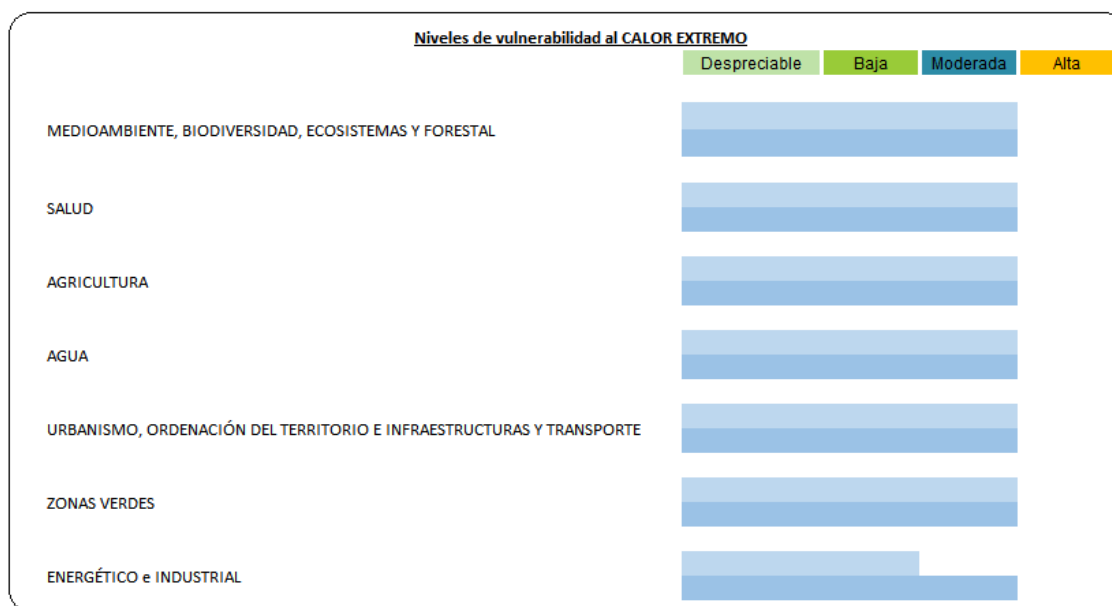 Niveles de vulnerabilidad al CALOR EXTREMO
Despreciable Baja Moderada Alta
MEDIOAMBIENTE, BIODIVERSIDAD, ECOSISTEMAS Y FORESTAL
SALUD
AGRICULTURA
AGUA
URBANISMO, ORDENACIÓN DEL TERRITORIO E INFRAESTRUCTURAS Y TRANSPORTE
ZONAS VERDES
ENERGÉTICO e INDUSTRIAL